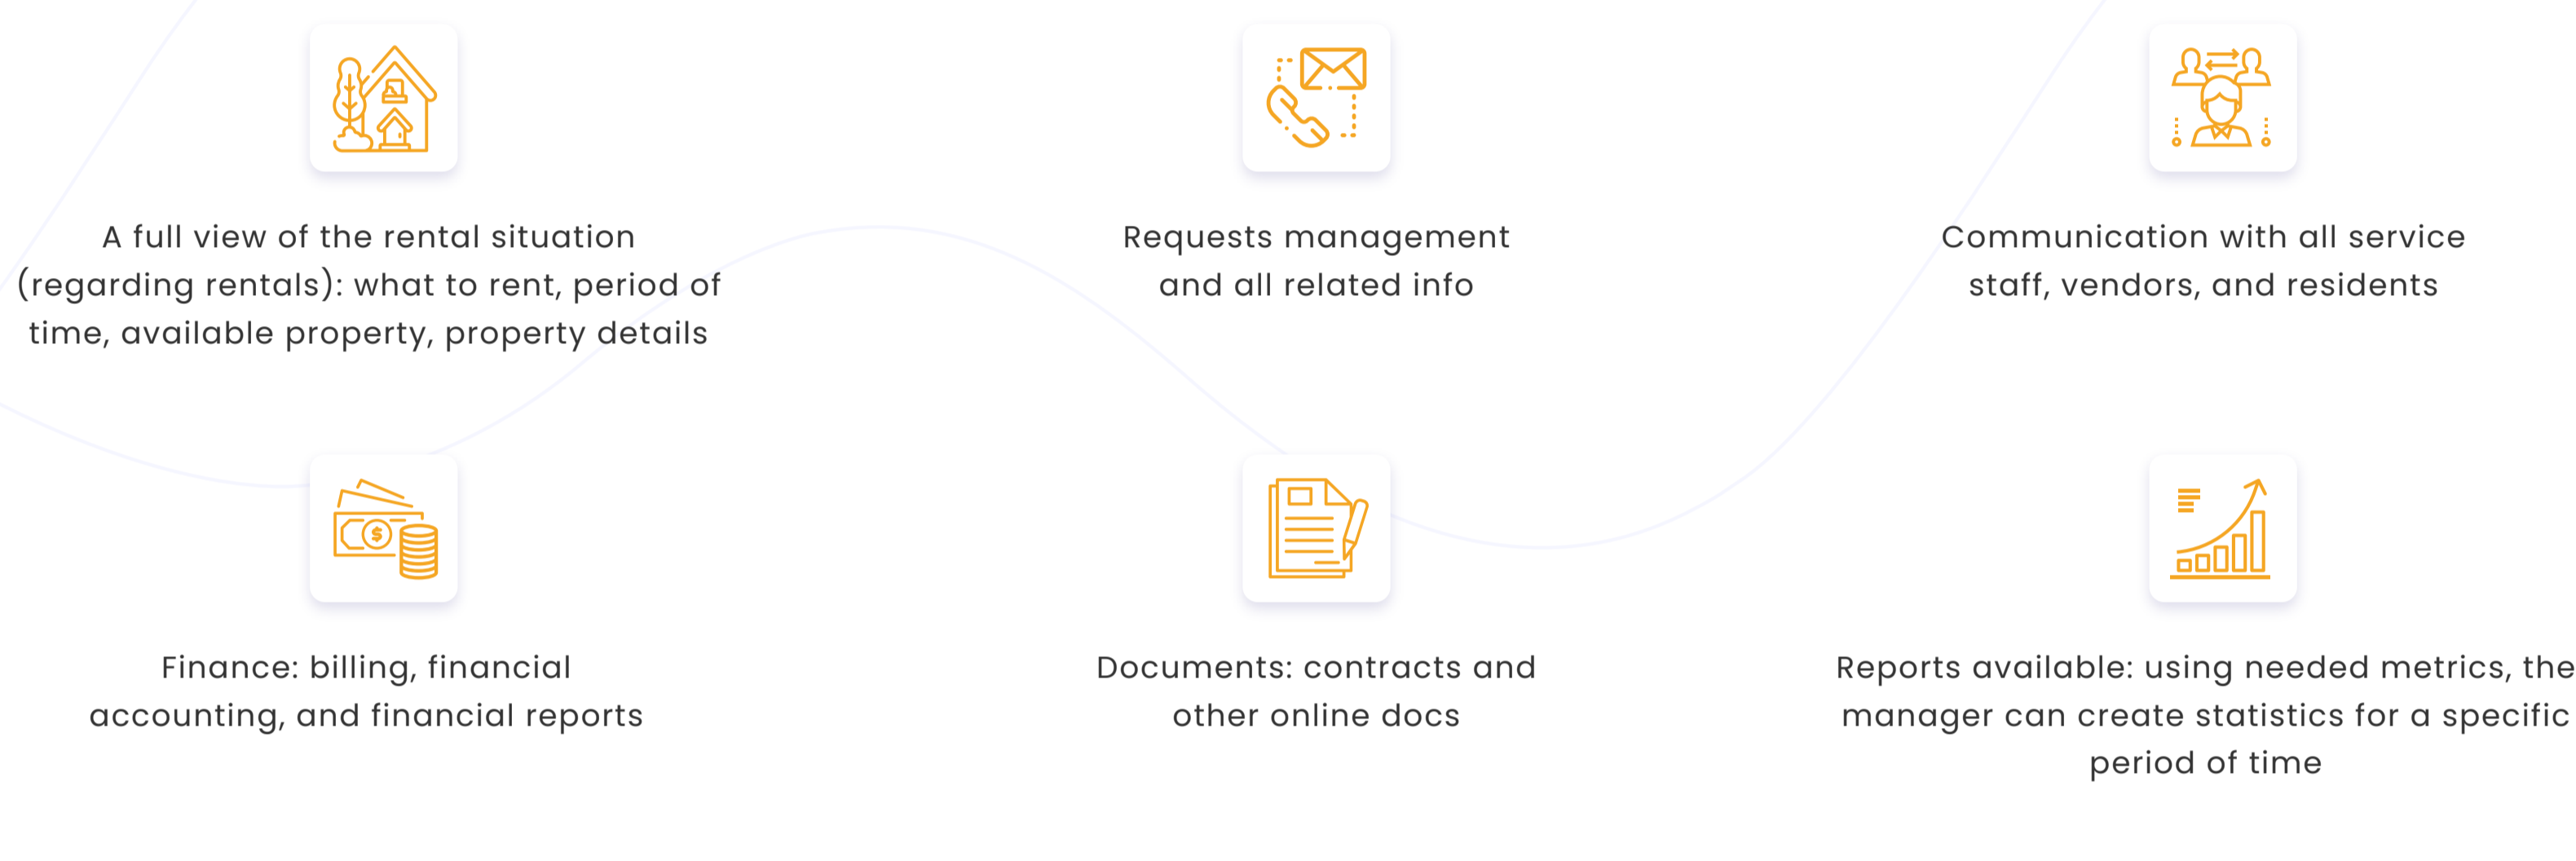 A full view of the rental situation
(regarding rentals): what to rent, period of
time, available property, property details
Requests management
and all related info
Communication with all service
staff, vendors, and residents
Finance: billing, financial
accounting, and financial reports
Documents: contracts and
other online docs
Reports available: using needed metrics, the
manager can create statistics for a specific
period of time